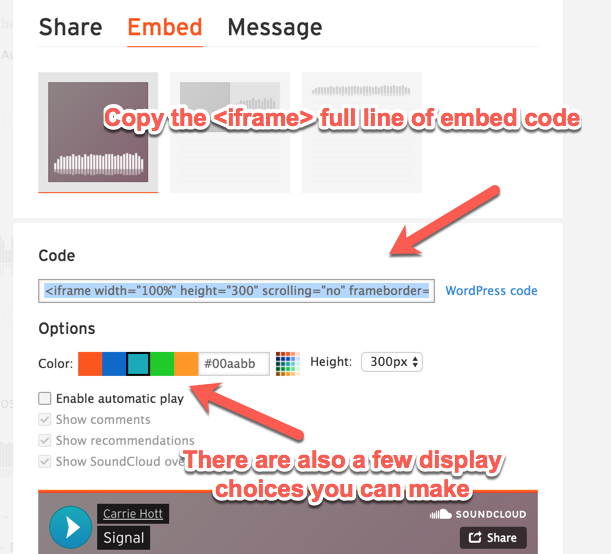 Share Embed Message
Copy the <iframe> full line of embed code
Code
<iframe width="100%" height="300" scrolling="no" frameborder=
WordPress code
Options
Color: #00aabb Height: 300px
Enable automatic play
Show comments
Show recommendations
Show SoundCloud ove
There are also a few display
choices you can make
Carrie Hott
SOUNDCLOUD
Signal
Share